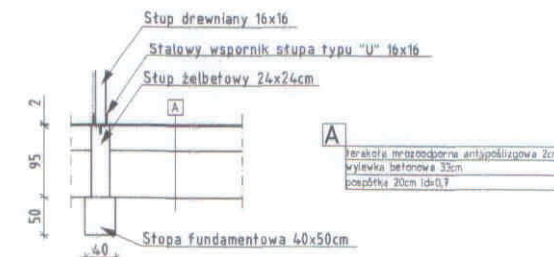 Słup drewniany 16x16
Stalowy wspornik słupa typu "U" 16x16
Słup żelbetowy 24x24cm
2
A
95
A
terakota mrozoodporna antypoślizgowa 2cm
wylewka betonowa 33cm
pospółka 20cm Id=0,7
50
40
Stopa fundamentowa 40x50cm